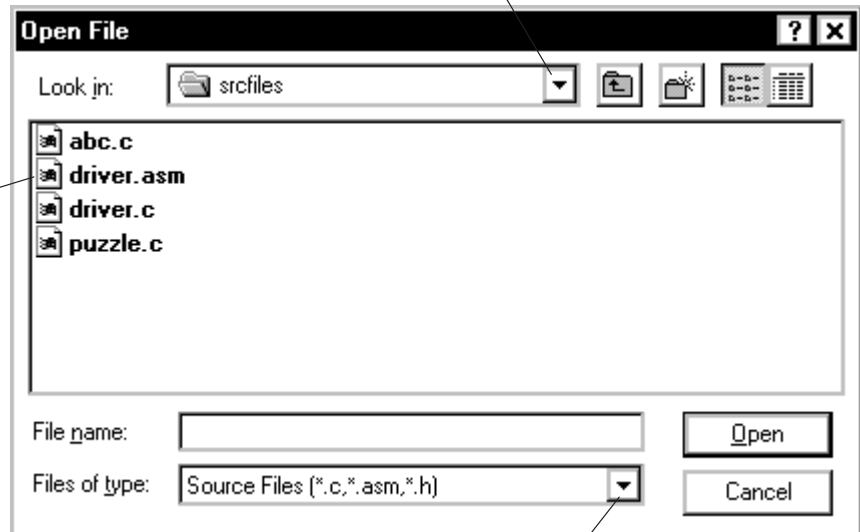 Open File
Look in: srcfiles
abc.c
driver.asm
driver.c
puzzle.c
File name:
Open
Files of type: Source Files (*.c,*.asm,*.h)
Cancel